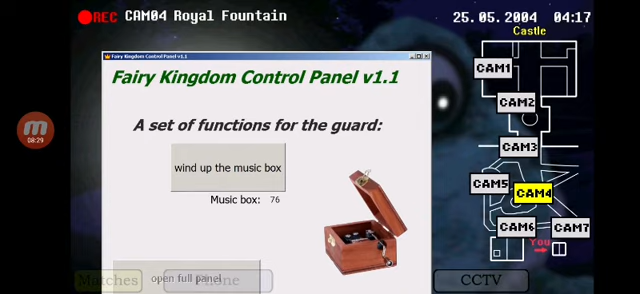 REC CAM04 Royal Fountain
25.05.2004 04:17
Castle
Fairy Kingdom Control Panel v1.1
Fairy Kingdom Control Panel v1.1
A set of functions for the guard:
wind up the music box
Music box: 76
open full panel
Matches
Phone
CCTV
CAM1
CAM2
CAM3
CAM5
CAM4
CAM6
CAM7
You
08:29